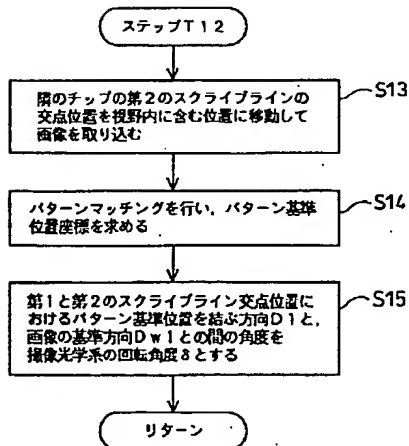 ステップT12
隣のチップの第2のスクライブラインの
交点位置を視野内に含む位置に移動して
画像を取り込む
S13
パターンマッチングを行い，パターン基準
位置座標を求める
S14
第1と第2のスクライブライン交点位置に
おけるパターン基準位置を結ぶ方向D1と，
画像の基準方向Dw1との間の角度を
撮像光学系の回転角度δとする
S15
リターン